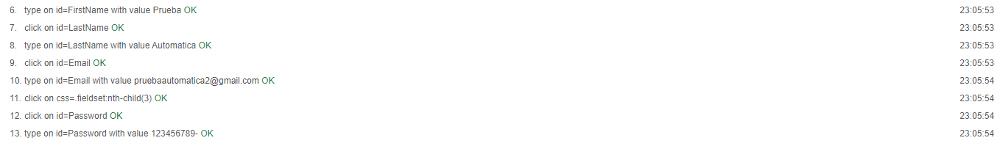 6. type on id=FirstName with value Prueba OK 23:05:53
7. click on id=LastName OK 23:05:53
8. type on id=LastName with value Automatica OK 23:05:53
9. click on id=Email OK 23:05:53
10. type on id=Email with value pruebaautomatica2@gmail.com OK 23:05:54
11. click on css=.fieldset:nth-child(3) OK 23:05:54
12. click on id=Password OK 23:05:54
13. type on id=Password with value 123456789- OK 23:05:54